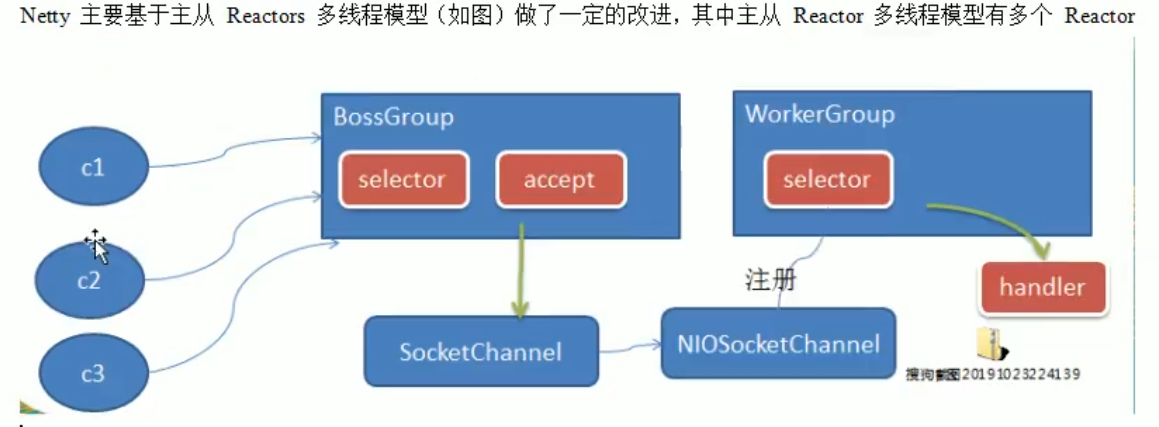 Netty 主要基于主从 Reactors 多线程模型（如图）做了一定的改进，其中主从 Reactor 多线程模型有多个 Reactor
BossGroup
WorkerGroup
c1
selector
accept
selector
c2
注册
handler
SocketChannel
NIOSocketChannel
c3
搜狗截图20191023224139